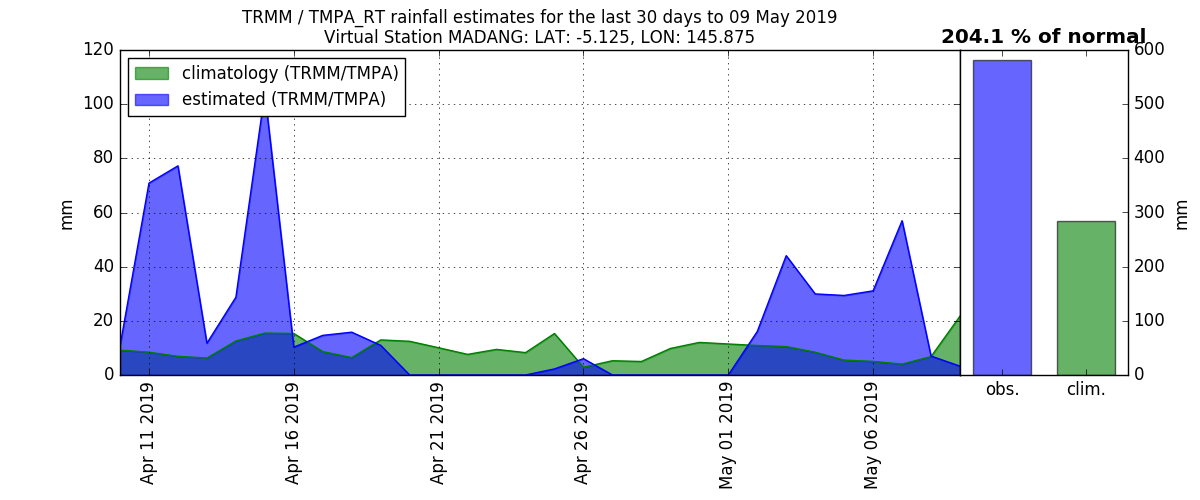 TRMM / TMPA_RT rainfall estimates for the last 30 days to 09 May 2019
Virtual Station MADANG: LAT: -5.125, LON: 145.875
204.1 % of normal
climatology (TRMM/TMPA)
estimated (TRMM/TMPA)
120
100
80
60
40
20
0
mm
Apr 11 2019
Apr 16 2019
Apr 21 2019
Apr 26 2019
May 01 2019
May 06 2019
obs.
clim.
600
500
400
300
200
100
0
mm